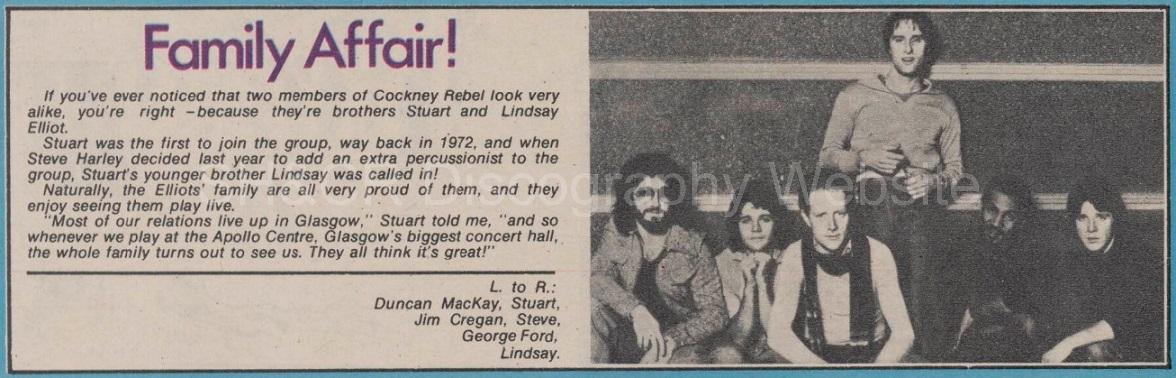 Family Affair!
If you've ever noticed that two members of Cockney Rebel look very
alike, you're right – because they're brothers Stuart and Lindsay
Elliot.
Stuart was the first to join the group, way back in 1972, and when
Steve Harley decided last year to add an extra percussionist to the
group, Stuart's younger brother Lindsay was called in!
Naturally, the Elliots' family are all very proud of them, and they
enjoy seeing them play live.
"Most of our relations live up in Glasgow," Stuart told me, "and so
whenever we play at the Apollo Centre, Glasgow's biggest concert hall,
the whole family turns out to see us. They all think it's great!"
L. to R.:
Duncan MacKay, Stuart,
Jim Cregan, Steve,
George Ford,
Lindsay.
Discography Website